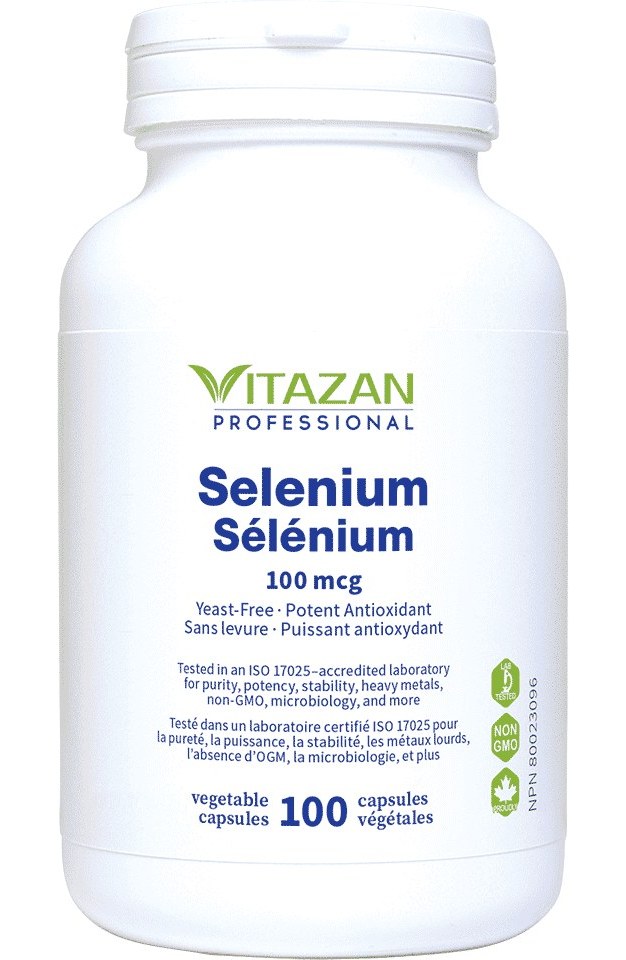 VITAZAN
PROFESSIONAL
Selenium
Sélénium
100 mcg
Yeast-Free · Potent Antioxidant
Sans levure · Puissant antioxydant
Tested in an ISO 17025–accredited laboratory
for purity, potency, stability, heavy metals,
non-GMO, microbiology, and more
Testé dans un laboratoire certifié ISO 17025 pour
la pureté, la puissance, la stabilité, les métaux lourds,
l'absence d'OGM, la microbiologie, et plus
vegetable
capsules
100
capsules
végétales
LAB
TESTED
NON
GMO
PROUDLY
NPN 80023096